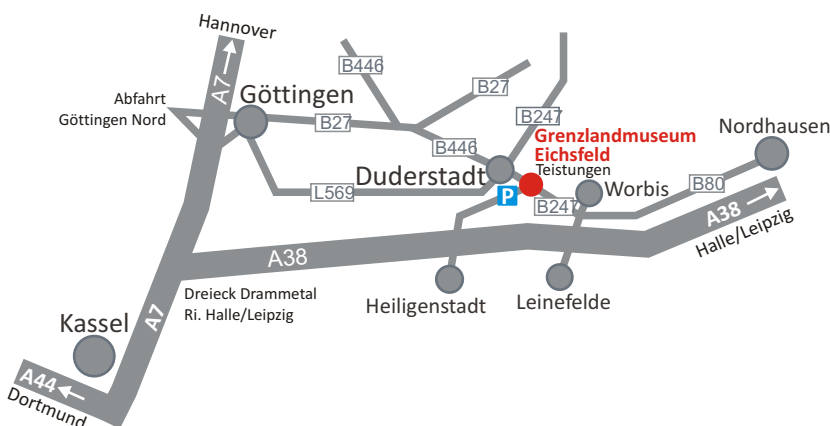 Hannover
A7
B446
B27
Abfahrt
Göttingen Nord
Göttingen
B27
B247
B446
Grenzlandmuseum
Eichsfeld
Teistungen
Nordhausen
Duderstadt
L569
P
B247
Worbis
B80
A38
Halle/Leipzig
A38
Dreieck Drammetal
Ri. Halle/Leipzig
Heiligenstadt
Leinefelde
A7
Kassel
A44
Dortmund